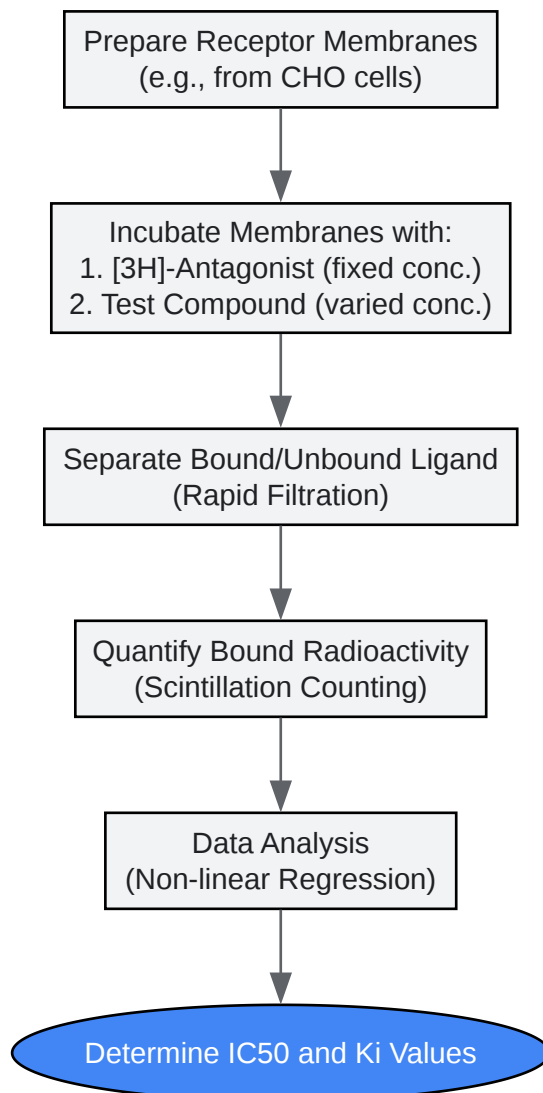 Prepare Receptor Membranes
(e.g., from CHO cells)
Incubate Membranes with:
1. [3H]-Antagonist (fixed conc.)
2. Test Compound (varied conc.)
Separate Bound/Unbound Ligand
(Rapid Filtration)
Quantify Bound Radioactivity
(Scintillation Counting)
Data Analysis
(Non-linear Regression)
Determine IC50 and Ki Values